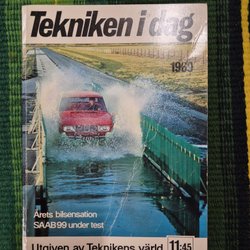 Tekniken i dag
1969
Årets bilsensation
SAAB 99 under test
Utgiven av Teknikens värld
11:45